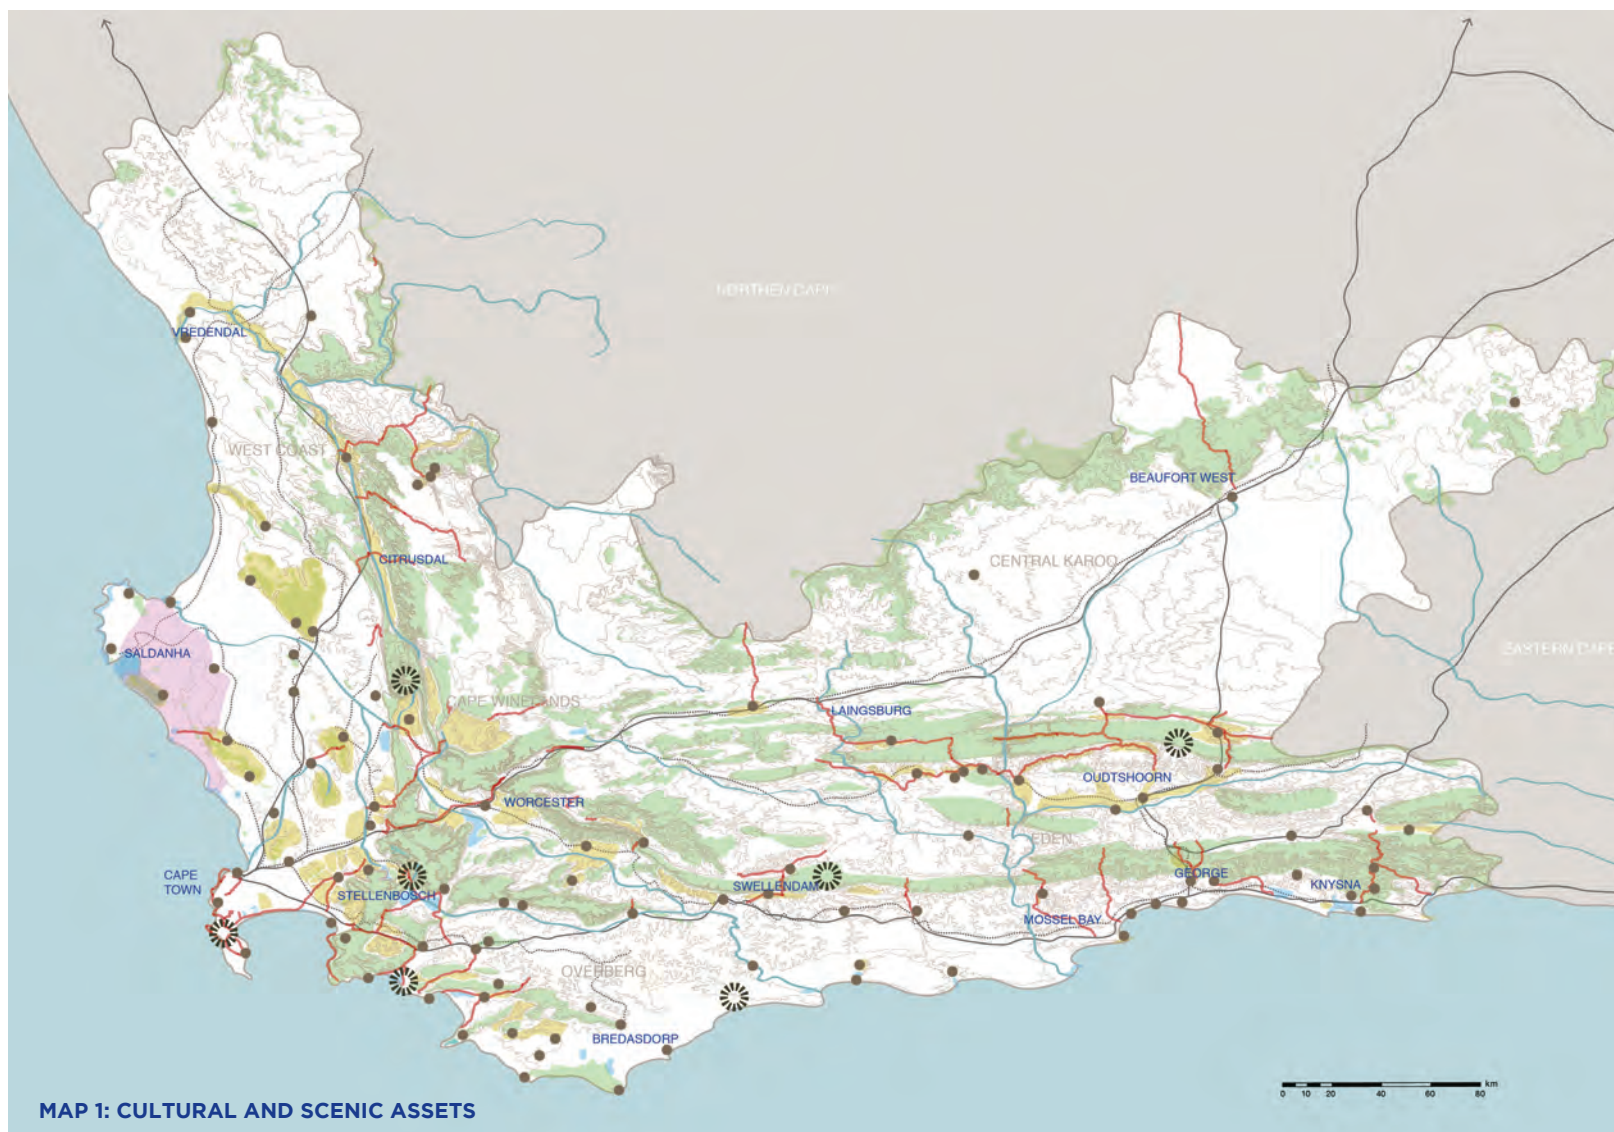 NORTHEN CAPE
VREDENDAL
WEST COAST
BEAUFORT WEST
CITRUSDAL
CENTRAL KAROO
SALDANHA
EASTERN CAPE
CAPE WINELANDS
LAINGSBURG
OUDTSHOORN
WORCESTER
EDEN
CAPE
TOWN
STELLENBOSCH
SWELLENDAM
GEORGE
KNYSNA
MOSSEL BAY
OVERBERG
BREDASDORP
km
0 10 20 40 60 80
MAP 1: CULTURAL AND SCENIC ASSETS